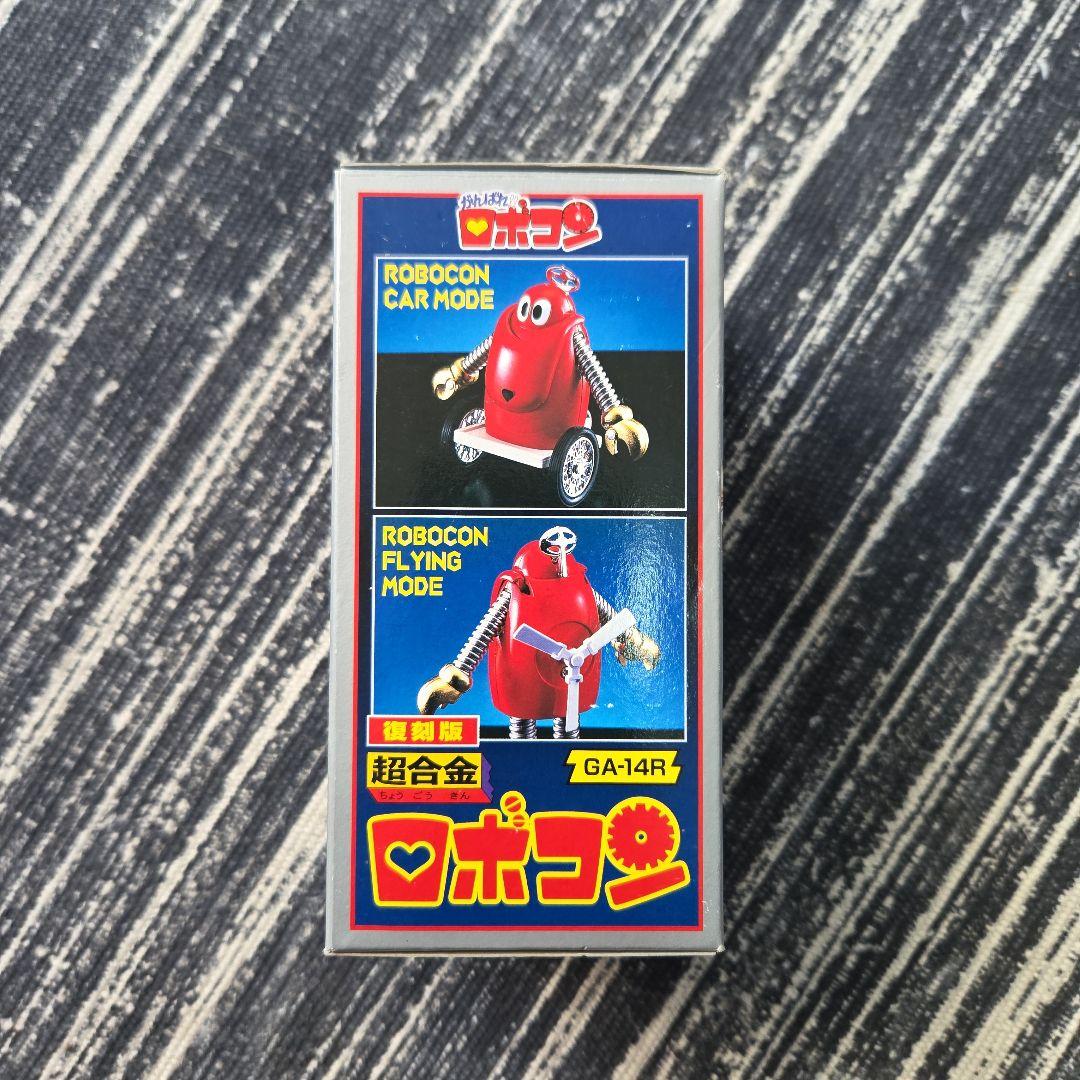 がんばれ!!
ロボコン
ROBOCON
CAR MODE
ROBOCON
FLYING
MODE
復刻版
超合金
ちょう ごう きん
GA-14R
ロボコン